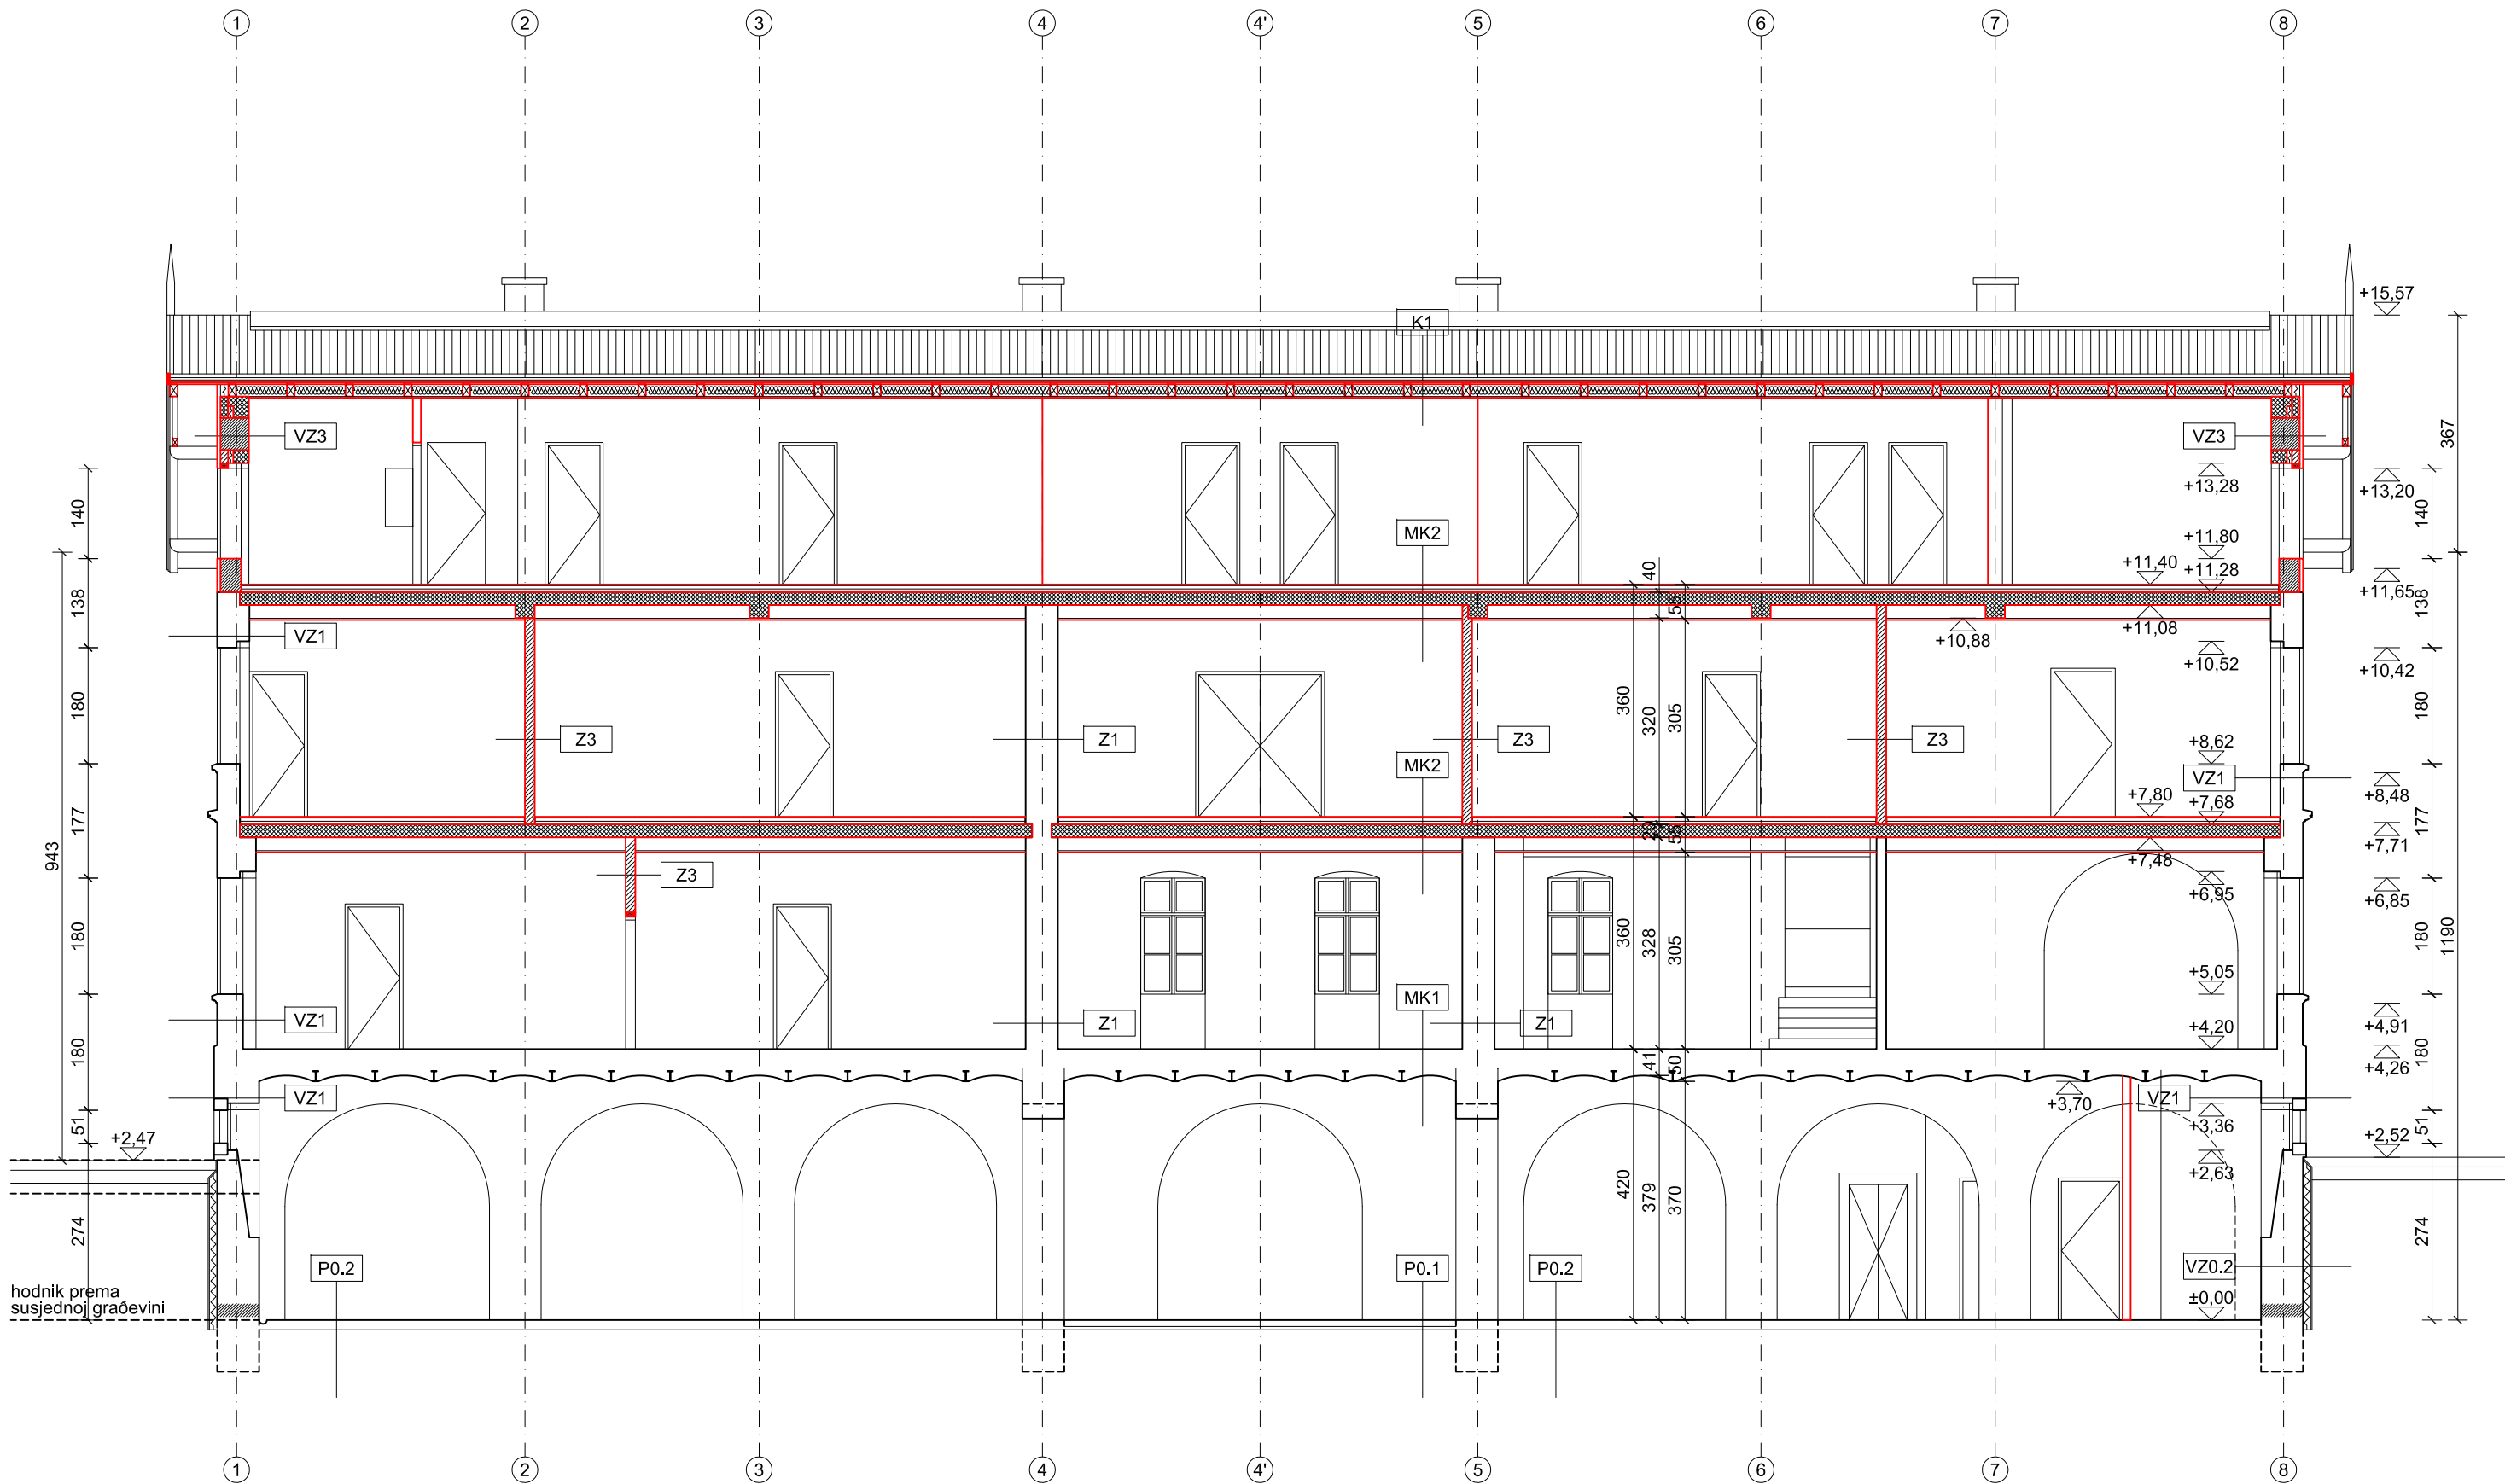 1 2 3 4 4' 5 6 7 8
+15,57
K1
VZ3 VZ3
367
+13,28 +13,20
140 140
MK2
+11,80
+11,40 +11,28
40
+11,65
138 138
55
+11,08
+10,88
VZ1
+10,52 +10,42
180 360 320 305 180
Z3 Z1 Z3 Z3
+8,62
MK2
VZ1
+8,48
+7,80 +7,68
177 177
943
20 55
+7,71
+7,48
Z3
+6,95 +6,85
180 360 328 305 180 1190
+5,05
MK1
VZ1 Z1 Z1
+4,91
+4,20
+4,26
180 41 50 180
VZ1 VZ1
+3,70
+3,36
51 51
+2,47 +2,52
+2,63
420 379 370
274 274
P0.2 P0.1 P0.2 VZ0.2
hodnik prema
susjednoj graðevini
±0,00
1 2 3 4 4' 5 6 7 8